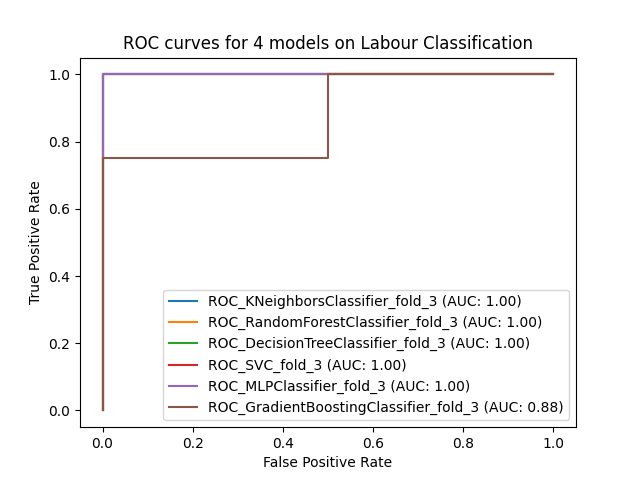 ROC curves for 4 models on Labour Classification
True Positive Rate
1.0
0.8
0.6
0.4
0.2
0.0
ROC_KNeighborsClassifier_fold_3 (AUC: 1.00)
ROC_RandomForestClassifier_fold_3 (AUC: 1.00)
ROC_DecisionTreeClassifier_fold_3 (AUC: 1.00)
ROC_SVC_fold_3 (AUC: 1.00)
ROC_MLPClassifier_fold_3 (AUC: 1.00)
ROC_GradientBoostingClassifier_fold_3 (AUC: 0.88)
0.0 0.2 0.4 0.6 0.8 1.0
False Positive Rate